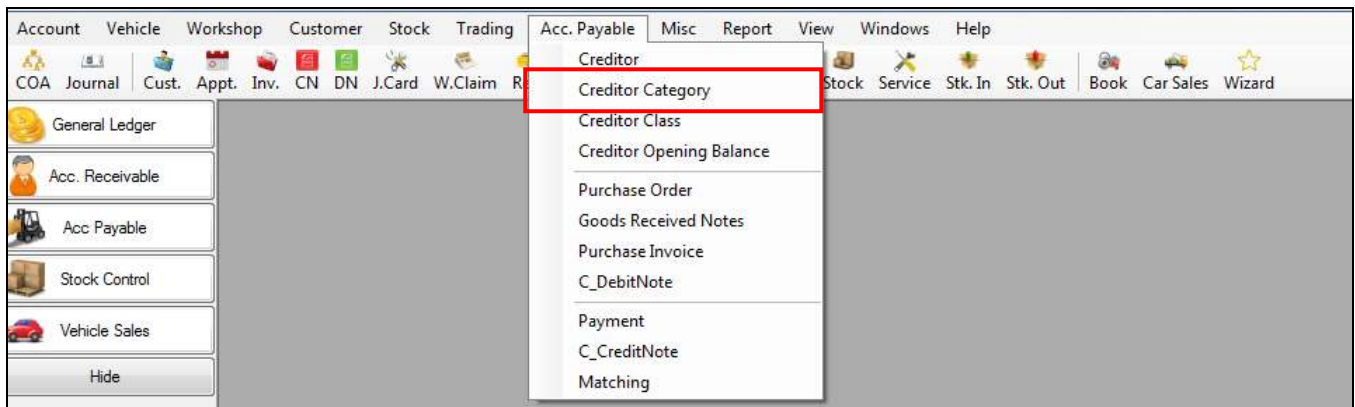 Account Vehicle Workshop Customer Stock Trading Acc. Payable Misc Report View Windows Help
COA Journal Cust. Appt. Inv. CN DN J.Card W.Claim Stock Service Stk. In Stk. Out Book Car Sales Wizard
Creditor
Creditor Category
Creditor Class
Creditor Opening Balance
Purchase Order
Goods Received Notes
Purchase Invoice
C_DebitNote
Payment
C_CreditNote
Matching
General Ledger
Acc. Receivable
Acc Payable
Stock Control
Vehicle Sales
Hide